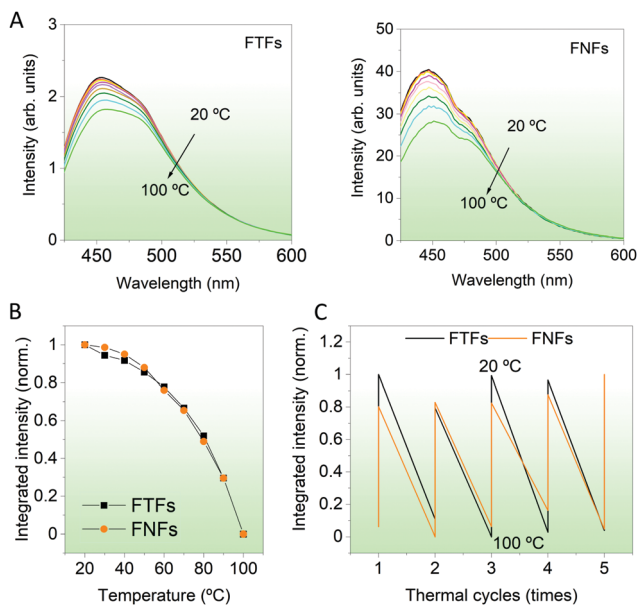 A
FTFs
FNFs
Intensity (arb. units)
3
2
1
0
20 ºC
100 ºC
450 500 550 600
Wavelength (nm)
Intensity (arb. units)
50
40
30
20
10
0
20 ºC
100 ºC
450 500 550 600
Wavelength (nm)
B
Integrated intensity (norm.)
1
0.8
0.6
0.4
0.2
0
FTFs
FNFs
20 40 60 80 100
Temperature (ºC)
C
Integrated intensity (norm.)
1.2
1
0.8
0.6
0.4
0.2
0
FTFs FNFs
20 ºC
100 ºC
1 2 3 4 5
Thermal cycles (times)